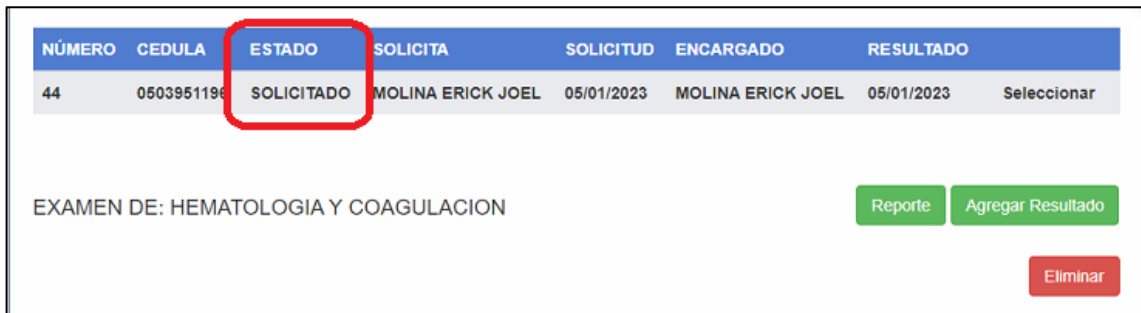 NÚMERO CEDULA ESTADO SOLICITA SOLICITUD ENCARGADO RESULTADO
44 0503951196 SOLICITADO MOLINA ERICK JOEL 05/01/2023 MOLINA ERICK JOEL 05/01/2023 Seleccionar
EXAMEN DE: HEMATOLOGIA Y COAGULACION Reporte Agregar Resultado
Eliminar